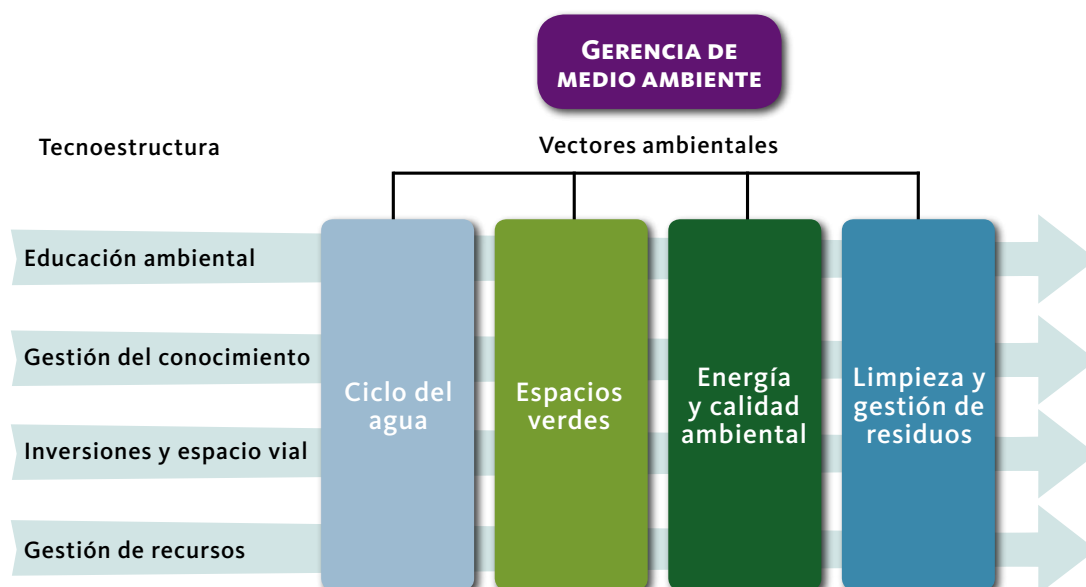 GERENCIA DE
MEDIO AMBIENTE
Tecnoestructura
Vectores ambientales
Educación ambiental
Gestión del conocimiento
Inversiones y espacio vial
Gestión de recursos
Ciclo del
agua
Espacios
verdes
Energía
y calidad
ambiental
Limpieza y
gestión de
residuos